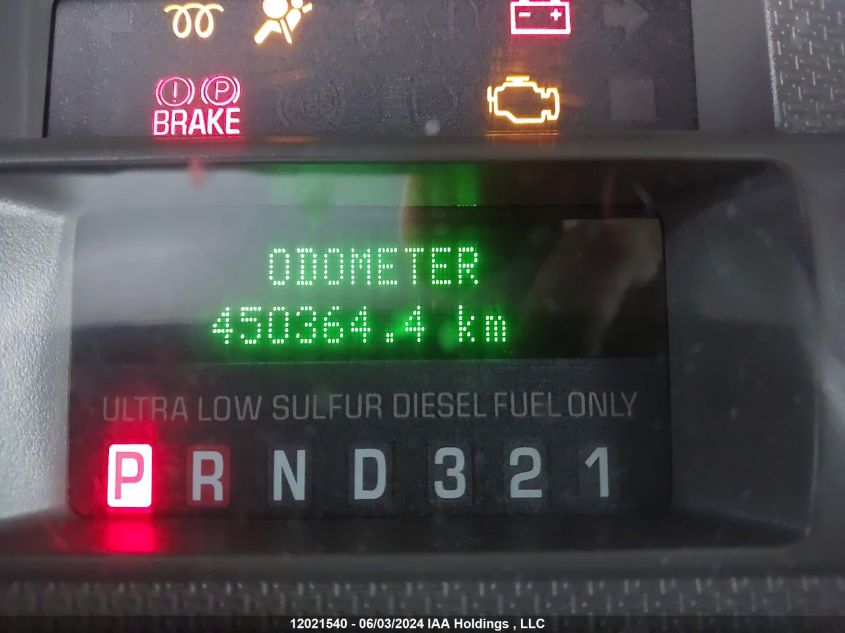 BRAKE
ODOMETER
450364.4 km
ULTRA LOW SULFUR DIESEL FUEL ONLY
P R N D 3 2 1
12021540 - 06/03/2024 IAA Holdings , LLC